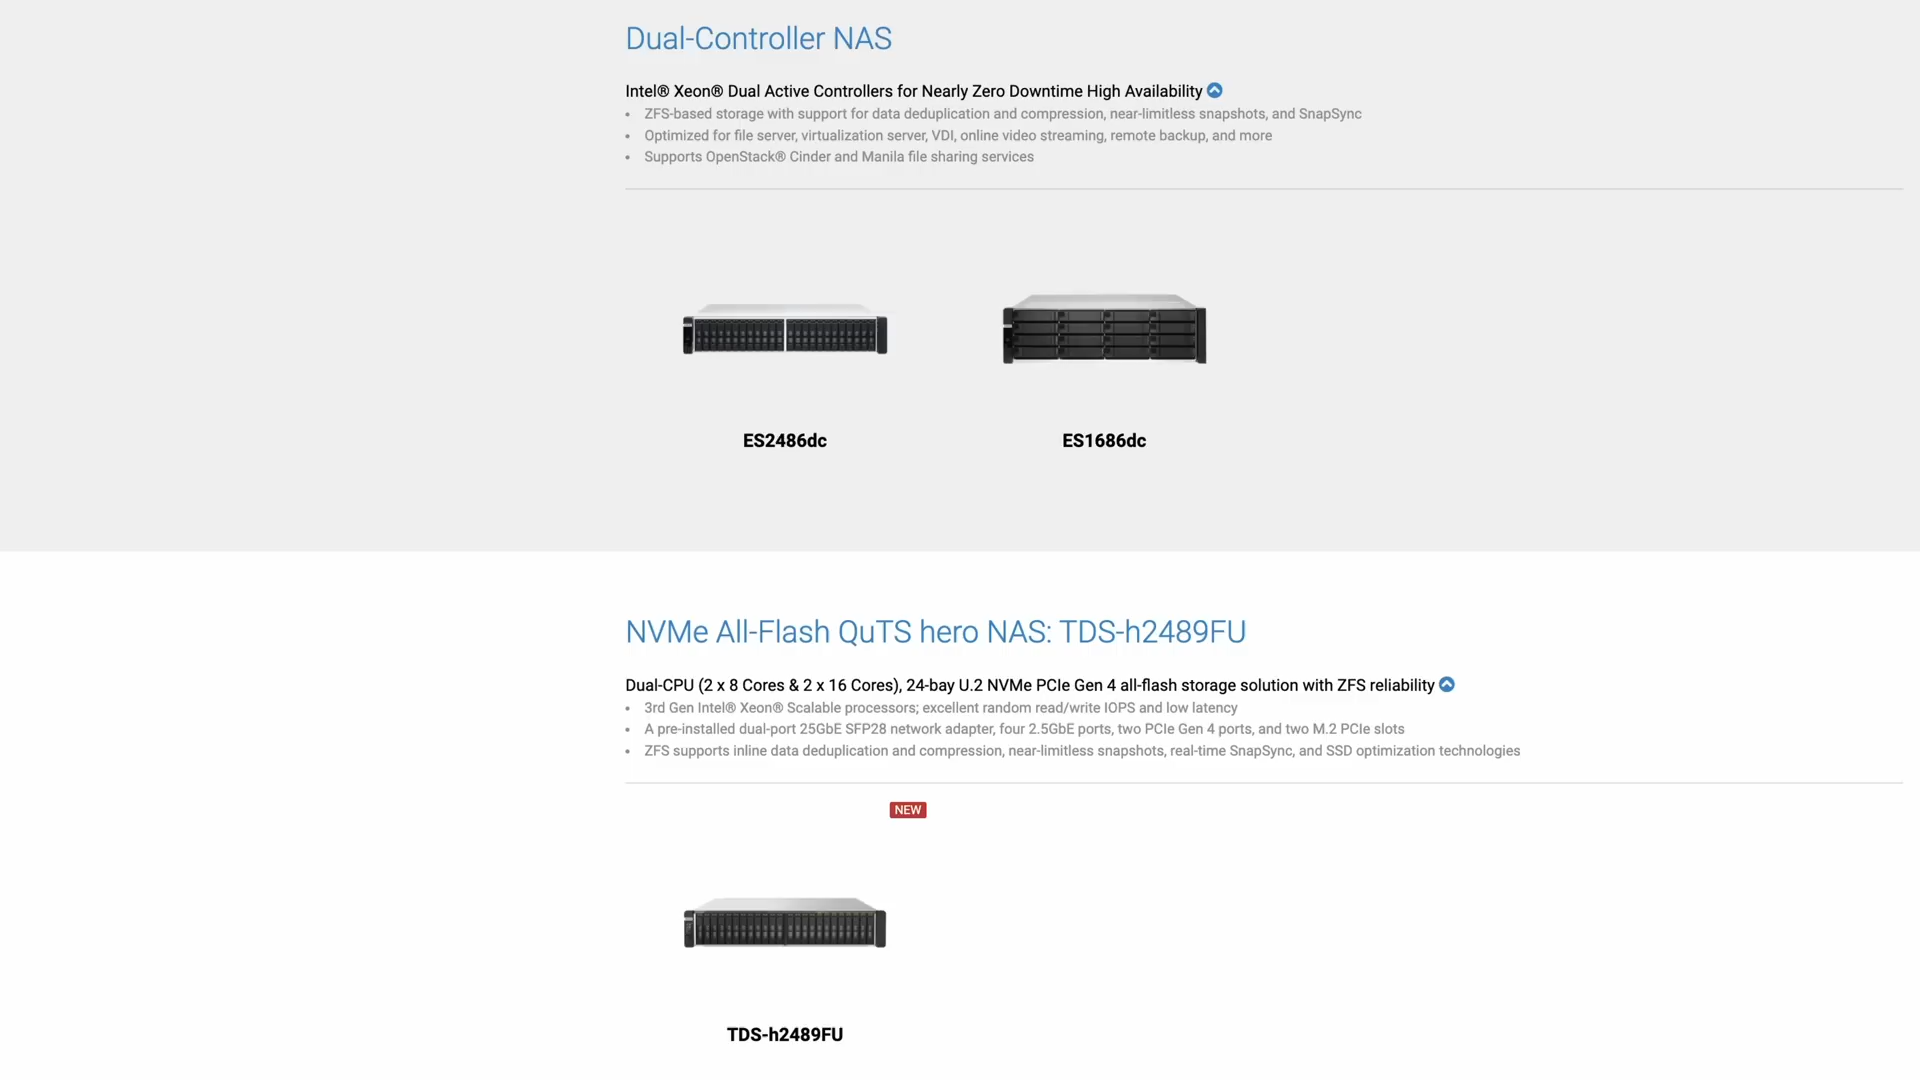 Dual-Controller NAS
Intel® Xeon® Dual Active Controllers for Nearly Zero Downtime High Availability
• ZFS-based storage with support for data deduplication and compression, near-limitless snapshots, and SnapSync
• Optimized for file server, virtualization server, VDI, online video streaming, remote backup, and more
• Supports OpenStack® Cinder and Manila file sharing services
ES2486dc
ES1686dc
NVMe All-Flash QuTS hero NAS: TDS-h2489FU
Dual-CPU (2 x 8 Cores & 2 x 16 Cores), 24-bay U.2 NVMe PCIe Gen 4 all-flash storage solution with ZFS reliability
• 3rd Gen Intel® Xeon® Scalable processors; excellent random read/write IOPS and low latency
• A pre-installed dual-port 25GbE SFP28 network adapter, four 2.5GbE ports, two PCIe Gen 4 ports, and two M.2 PCIe slots
• ZFS supports inline data deduplication and compression, near-limitless snapshots, real-time SnapSync, and SSD optimization technologies
NEW
TDS-h2489FU